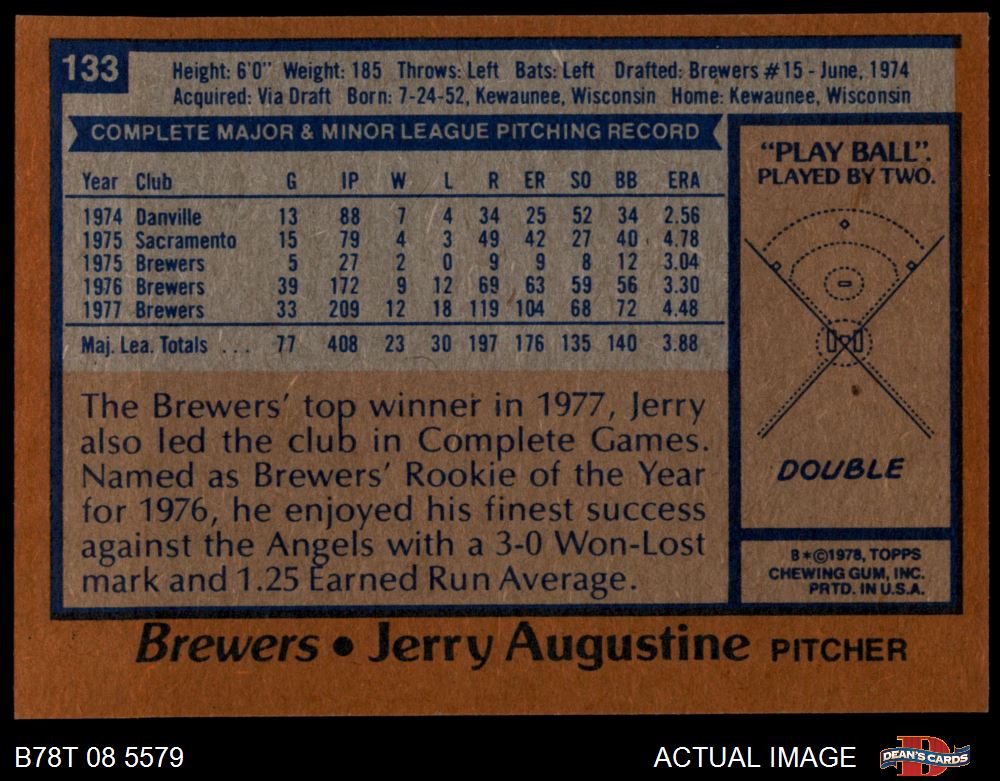 133
Height: 6'0" Weight: 185 Throws: Left Bats: Left Drafted: Brewers #15 - June, 1974
Acquired: Via Draft Born: 7-24-52, Kewaunee, Wisconsin Home: Kewaunee, Wisconsin
COMPLETE MAJOR & MINOR LEAGUE PITCHING RECORD
Year Club G IP W L R ER SO BB ERA
1974 Danville 13 88 7 4 34 25 52 34 2.56
1975 Sacramento 15 79 4 3 49 42 27 40 4.78
1975 Brewers 5 27 2 0 9 9 8 12 3.04
1976 Brewers 39 172 9 12 69 63 59 56 3.30
1977 Brewers 33 209 12 18 119 104 68 72 4.48
Maj. Lea. Totals ... 77 408 23 30 197 176 135 140 3.88
The Brewers' top winner in 1977, Jerry
also led the club in Complete Games.
Named as Brewers' Rookie of the Year
for 1976, he enjoyed his finest success
against the Angels with a 3-0 Won-Lost
mark and 1.25 Earned Run Average.
"PLAY BALL".
PLAYED BY TWO.
DOUBLE
B*©1978, TOPPS
CHEWING GUM, INC.
PRTD. IN U.S.A.
Brewers • Jerry Augustine PITCHER
B78T 08 5579
ACTUAL IMAGE
D
DEAN'S CARDS